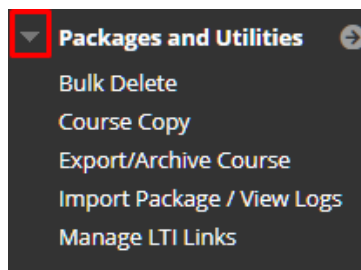 Packages and Utilities
Bulk Delete
Course Copy
Export/Archive Course
Import Package / View Logs
Manage LTI Links